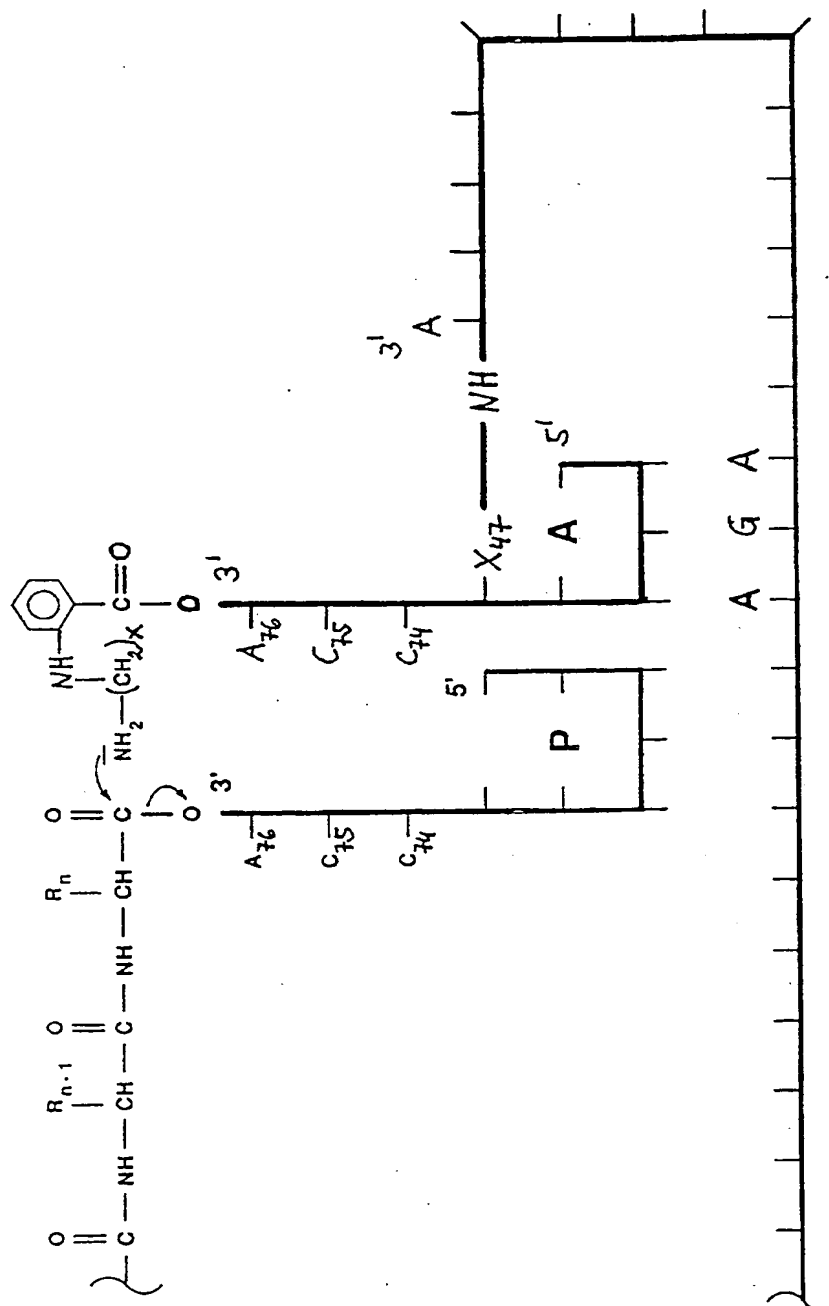 O R n-1 O R n O NH
C — NH — CH — C — NH — CH — C NH2 — (CH2)x C=O
O O
3' 3'
A76 A76
C75 C75
C74 C74
3' A
5' X47 — NH
P A 5'
A G A